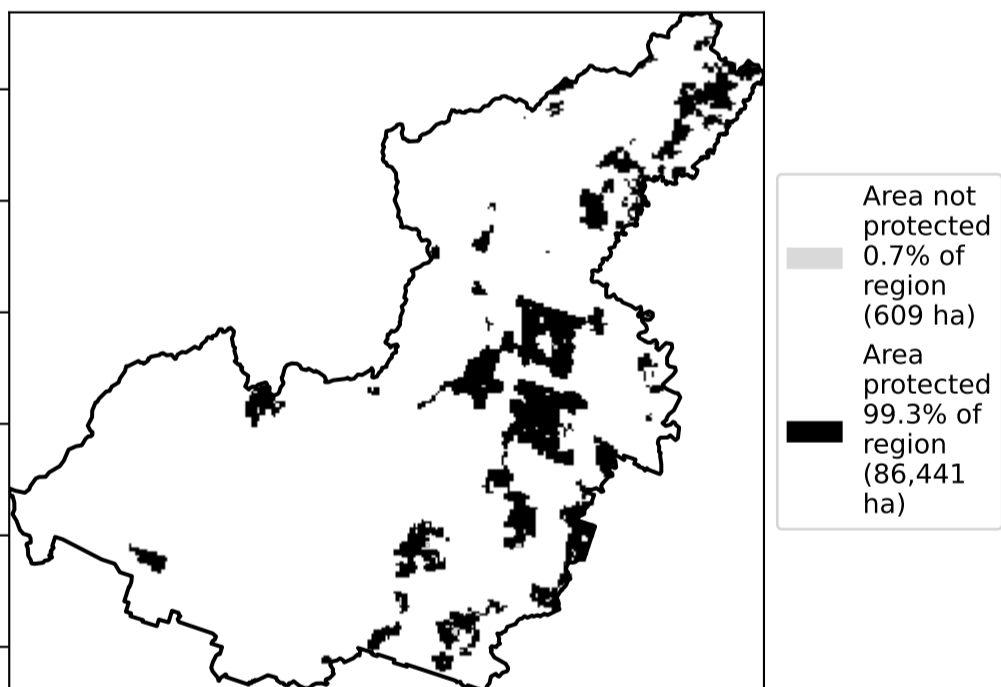 Area not
protected
0.7% of
region
(609 ha)
Area
protected
99.3% of
region
(86,441
ha)